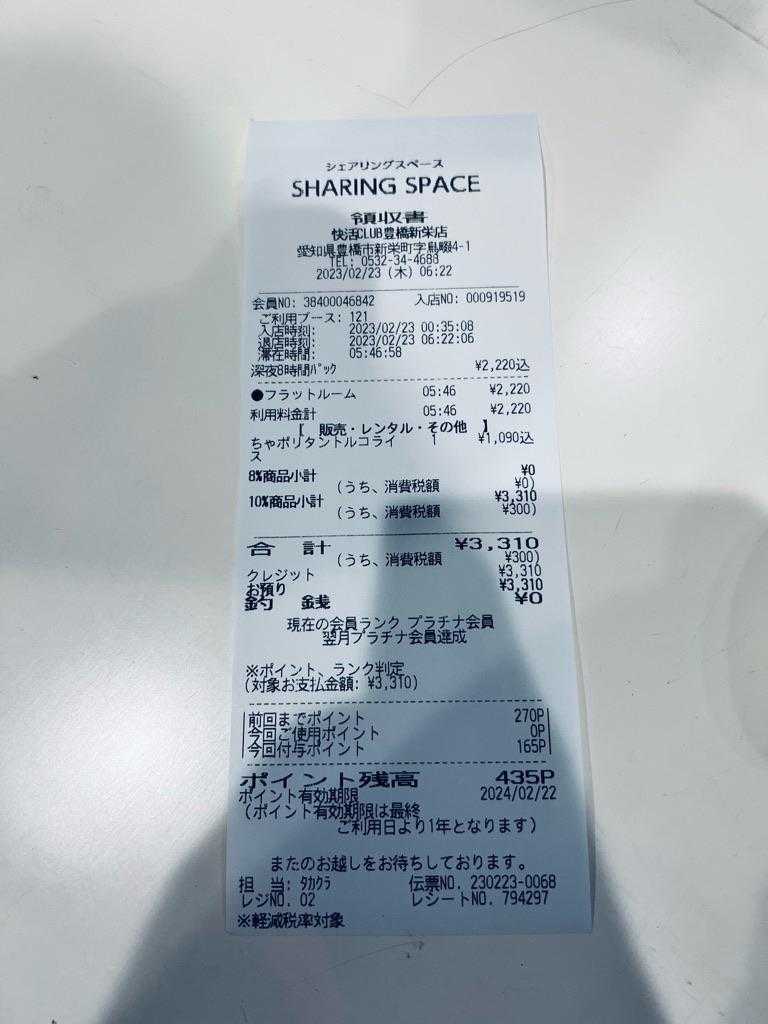 シェアリングスペース
SHARING SPACE
領収書
快活CLUB豊橋新栄店
愛知県豊橋市新栄町字鳥畷4-1
TEL: 0532-34-4688
2023/02/23 (木) 06:22
会員NO: 38400046842 入店NO: 000919519
ご利用ブース: 121
入店時刻: 2023/02/23 00:35:08
退店時刻: 2023/02/23 06:22:06
滞在時間: 05:46:58
深夜8時間ﾊﾟｯｸ ¥2,220込
●フラットルーム 05:46 ¥2,220
利用料金計 05:46 ¥2,220
【 販売・レンタル・その他 】
ちゃポリタントルコライ 1 ¥1,090込
ス
8%商品小計 ¥0
(うち、消費税額 ¥0)
10%商品小計 ¥3,310
(うち、消費税額 ¥300)
合 計 ¥3,310
(うち、消費税額 ¥300)
クレジット ¥3,310
お預り ¥3,310
釣 銭 ¥0
現在の会員ランク プラチナ会員
翌月プラチナ会員達成
※ポイント、ランク判定
(対象お支払金額: ¥3,310)
前回までポイント 270P
今回ご使用ポイント 0P
今回付与ポイント 165P
ポイント残高 435P
ポイント有効期限 2024/02/22
(ポイント有効期限は最終
ご利用日より1年となります)
またのお越しをお待ちしております。
担 当: ﾀｶｸﾗ 伝票NO. 230223-0068
レジNO. 02 レシートNO. 794297
※軽減税率対象